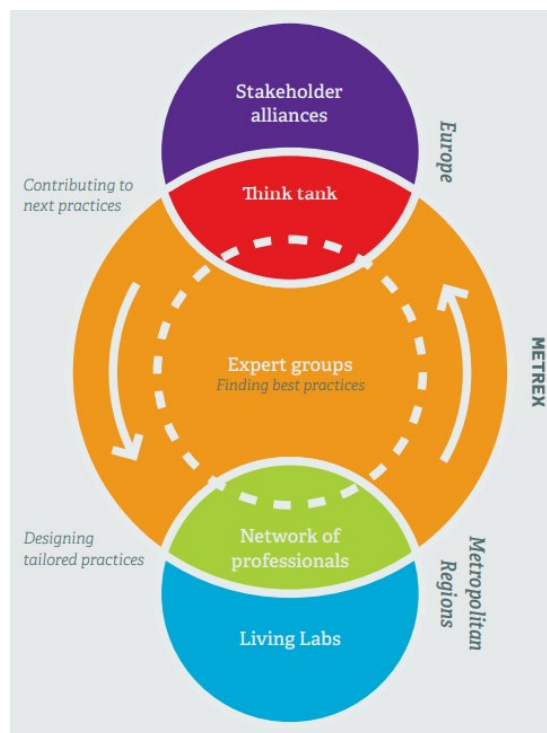 Stakeholder
alliances
Europe
Contributing to
next practices
Think tank
METREX
Expert groups
Finding best practices
Designing
tailored practices
Network of
professionals
Metropolitan
Regions
Living Labs